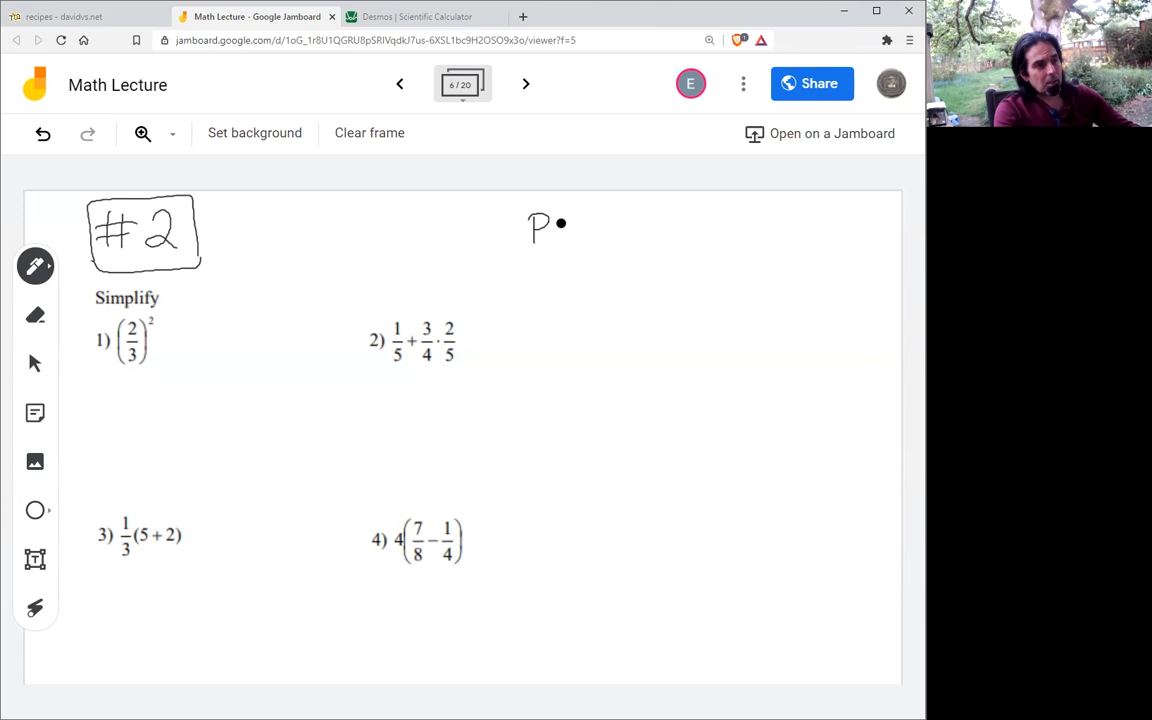 recipes - davidvs.net
Math Lecture - Google Jamboard
Desmos | Scientific Calculator
jamboard.google.com/d/1oG_1r8U1QGRU8pSRIVqdkJ7us-6XSL1bc9H2OSO9x3o/viewer?f=5
1
Math Lecture
6 / 20
E
Share
Set background
Clear frame
Open on a Jamboard
#2
P
Simplify
1) (2/3)²
2) 1/5 + 3/4 · 2/5
3) 1/3 (5 + 2)
4) 4(7/8 − 1/4)